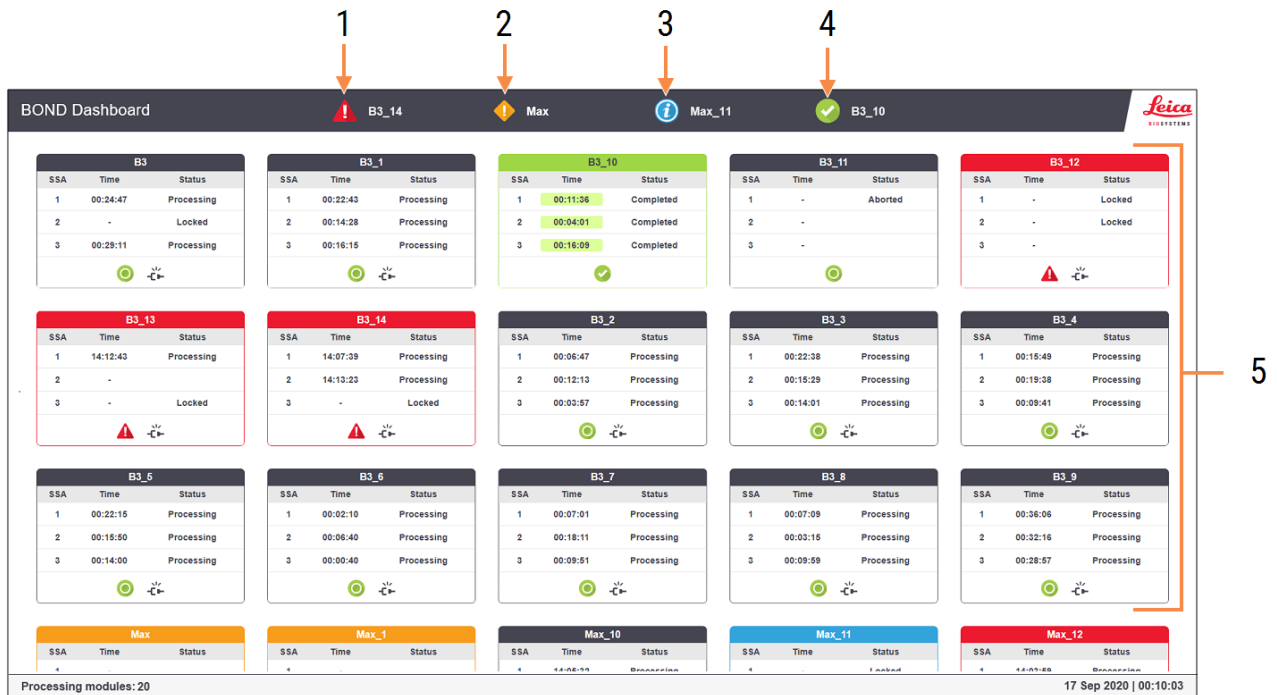 1 2 3 4
BOND Dashboard B3_14 Max Max_11 B3_10 Leica BIOSYSTEMS
B3 B3_1 B3_10 B3_11 B3_12
SSA Time Status SSA Time Status SSA Time Status SSA Time Status SSA Time Status
1 00:24:47 Processing 1 00:22:43 Processing 1 00:11:36 Completed 1 - Aborted 1 - Locked
2 - Locked 2 00:14:28 Processing 2 00:04:01 Completed 2 - 2 - Locked
3 00:29:11 Processing 3 00:16:15 Processing 3 00:16:09 Completed 3 - 3 -
B3_13 B3_14 B3_2 B3_3 B3_4
SSA Time Status SSA Time Status SSA Time Status SSA Time Status SSA Time Status
1 14:12:43 Processing 1 14:07:39 Processing 1 00:06:47 Processing 1 00:22:38 Processing 1 00:15:49 Processing
5
2 - 2 14:13:23 Processing 2 00:12:13 Processing 2 00:15:29 Processing 2 00:19:38 Processing
3 - Locked 3 - Locked 3 00:03:57 Processing 3 00:14:01 Processing 3 00:09:41 Processing
B3_5 B3_6 B3_7 B3_8 B3_9
SSA Time Status SSA Time Status SSA Time Status SSA Time Status SSA Time Status
1 00:22:15 Processing 1 00:02:10 Processing 1 00:07:01 Processing 1 00:07:09 Processing 1 00:36:06 Processing
2 00:15:50 Processing 2 00:06:40 Processing 2 00:18:11 Processing 2 00:03:15 Processing 2 00:32:16 Processing
3 00:14:00 Processing 3 00:00:40 Processing 3 00:09:51 Processing 3 00:09:59 Processing 3 00:28:57 Processing
Max Max_1 Max_10 Max_11 Max_12
SSA Time Status SSA Time Status SSA Time Status SSA Time Status SSA Time Status
1 - 1 - 1 14:05:32 Processing 1 - Locked 1 14:03:59 Processing
Processing modules: 20 17 Sep 2020 | 00:10:03